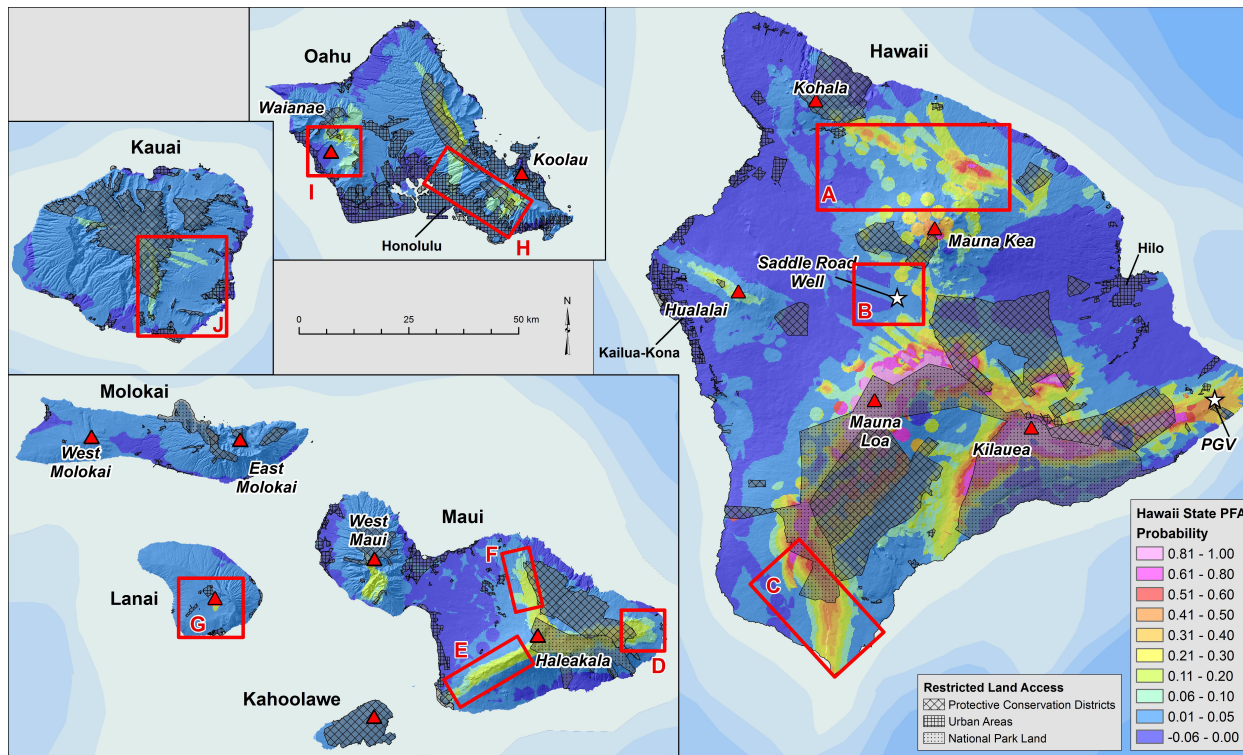 Oahu
Waianae
Koolau
I
Honolulu
H
Kauai
J
N
0
25
50 km
Hawaii
Kohala
A
Mauna Kea
Saddle Road
Well
B
Hilo
Hualalai
Kailua-Kona
Mauna
Loa
Kilauea
PGV
C
Molokai
West
Molokai
East
Molokai
West
Maui
Maui
F
Lanai
G
E
Haleakala
D
Kahoolawe
Restricted Land Access
Protective Conservation Districts
Urban Areas
National Park Land
Hawaii State PFA
Probability
0.81 - 1.00
0.61 - 0.80
0.51 - 0.60
0.41 - 0.50
0.31 - 0.40
0.21 - 0.30
0.11 - 0.20
0.06 - 0.10
0.01 - 0.05
-0.06 - 0.00